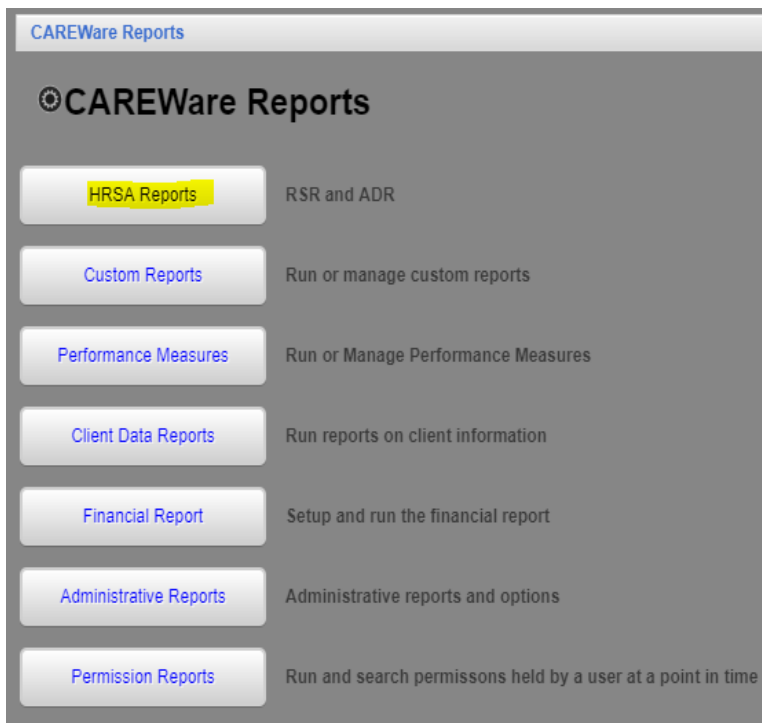 CAREWare Reports
CAREWare Reports
HRSA Reports RSR and ADR
Custom Reports Run or manage custom reports
Performance Measures Run or Manage Performance Measures
Client Data Reports Run reports on client information
Financial Report Setup and run the financial report
Administrative Reports Administrative reports and options
Permission Reports Run and search permissons held by a user at a point in time